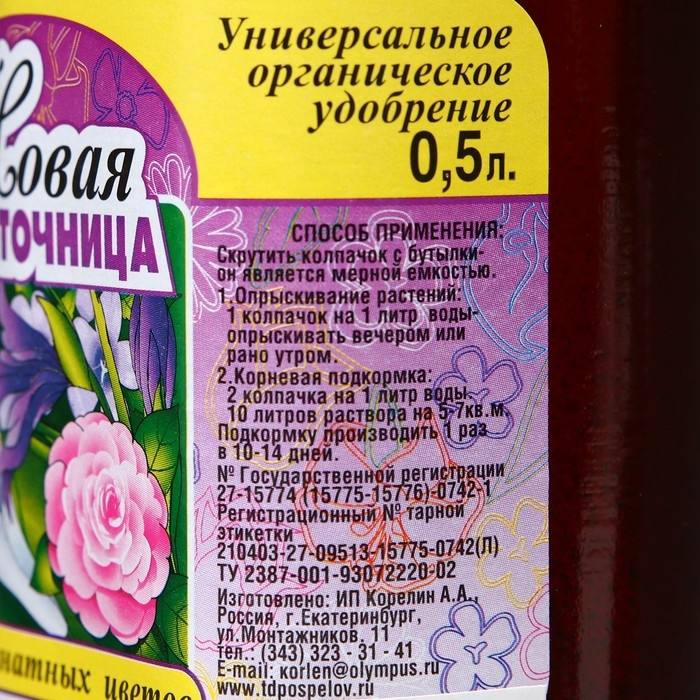 Универсальное
органическое
удобрение
0,5л.
овая
ТОЧНИЦА
СПОСОБ ПРИМЕНЕНИЯ:
Скрутить колпачок с бутылки-
он является мерной емкостью.
1.Опрыскивание растений:
1 колпачок на 1 литр воды-
опрыскивать вечером или
рано утром.
2.Корневая подкормка:
2 колпачка на 1 литр воды.
10 литров раствора на 5-7кв.м.
Подкормку производить 1 раз
в 10-14 дней.
№ Государственной регистрации
27-15774 (15775-15776)-0742-1
Регистрационный № тарной
этикетки
210403-27-09513-15775-0742(Л)
ТУ 2387-001-93072220-02
Изготовлено: ИП Корелин А.А.,
Россия, г.Екатеринбург,
ул.Монтажников. 11
тел.: (343) 323 - 31 - 41
E-mail: korlen@olympus.ru
www.tdpospelov.ru
натных цветов